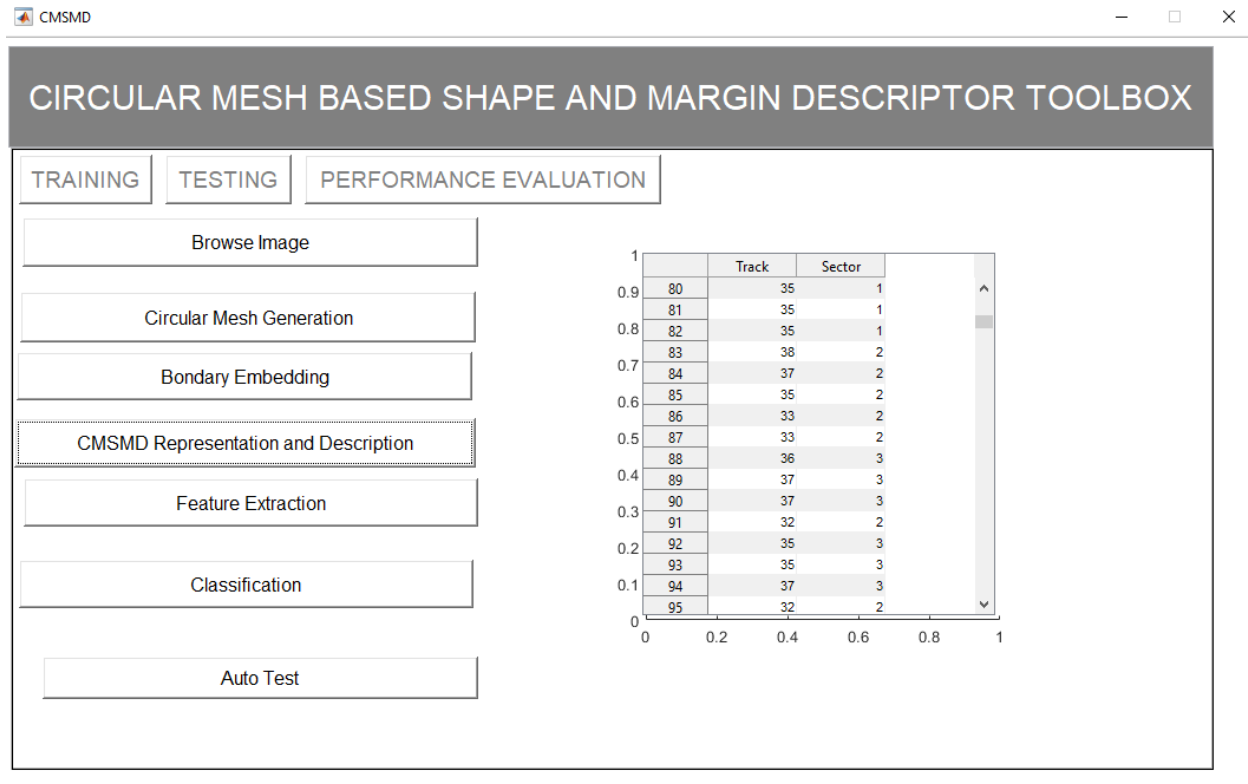 CMSMD
CIRCULAR MESH BASED SHAPE AND MARGIN DESCRIPTOR TOOLBOX
TRAINING TESTING PERFORMANCE EVALUATION
Browse Image
Circular Mesh Generation
Bondary Embedding
CMSMD Representation and Description
Feature Extraction
Classification
Auto Test
1
0.9
0.8
0.7
0.6
0.5
0.4
0.3
0.2
0.1
0
Track Sector
80 35 1
81 35 1
82 35 1
83 38 2
84 37 2
85 35 2
86 33 2
87 33 2
88 36 3
89 37 3
90 37 3
91 32 2
92 35 3
93 35 3
94 37 3
95 32 2
0 0.2 0.4 0.6 0.8 1